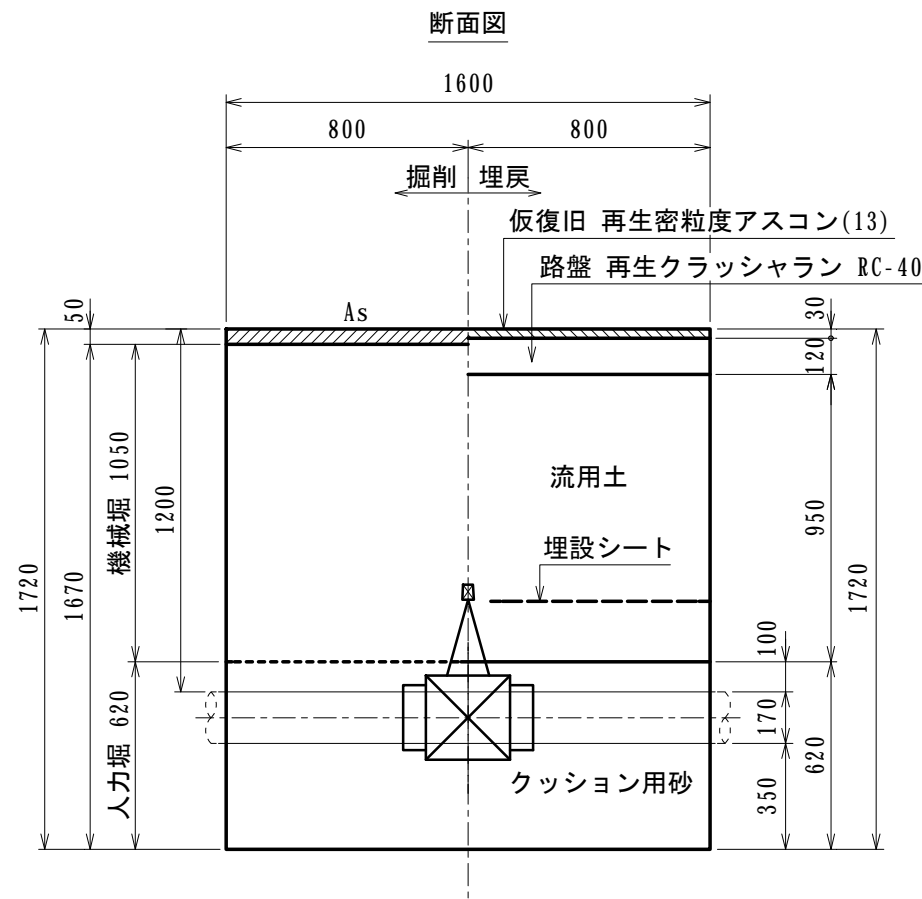 断面図
1600
800
800
掘削
埋戻
仮復旧 再生密粒度アスコン(13)
路盤 再生クラッシャラン RC-40
50
As
30
120
機械堀 1050
1200
流用土
950
埋設シート
1720
1670
1720
100
人力堀 620
170
620
350
クッション用砂